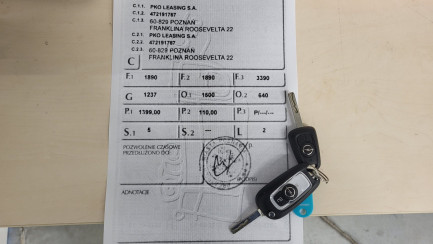 C.1.1. PKO LEASING S.A.
C.1.2. 472191787
C.1.3. 60-829 POZNAŃ
FRANKLINA ROOSEVELTA 22
C.2.1. PKO LEASING S.A.
C.2.2. 472191787
C.2.3. 60-829 POZNAŃ
FRANKLINA ROOSEVELTA 22
C
F.1 1890 F.2 1890 F.3 3390
G 1237 O.1 1500 O.2 640
P.1 1399,00 P.2 110,00 P.3 P/---/---
S.1 5 S.2 --- L 2
POZWOLENIE CZASOWE
PRZEDŁUŻONO DO:
ADNOTACJE